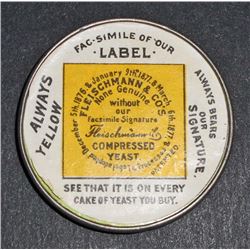 FAC-SIMILE OF OUR
LABEL
ALWAYS
YELLOW
ALWAYS BEARS
OUR
SIGNATURE
FLEISCHMANN & CO'S
None Genuine
without
our
facsimile Signature
Fleischmann & Co
COMPRESSED
YEAST
SEE THAT IT IS ON EVERY
CAKE OF YEAST YOU BUY.